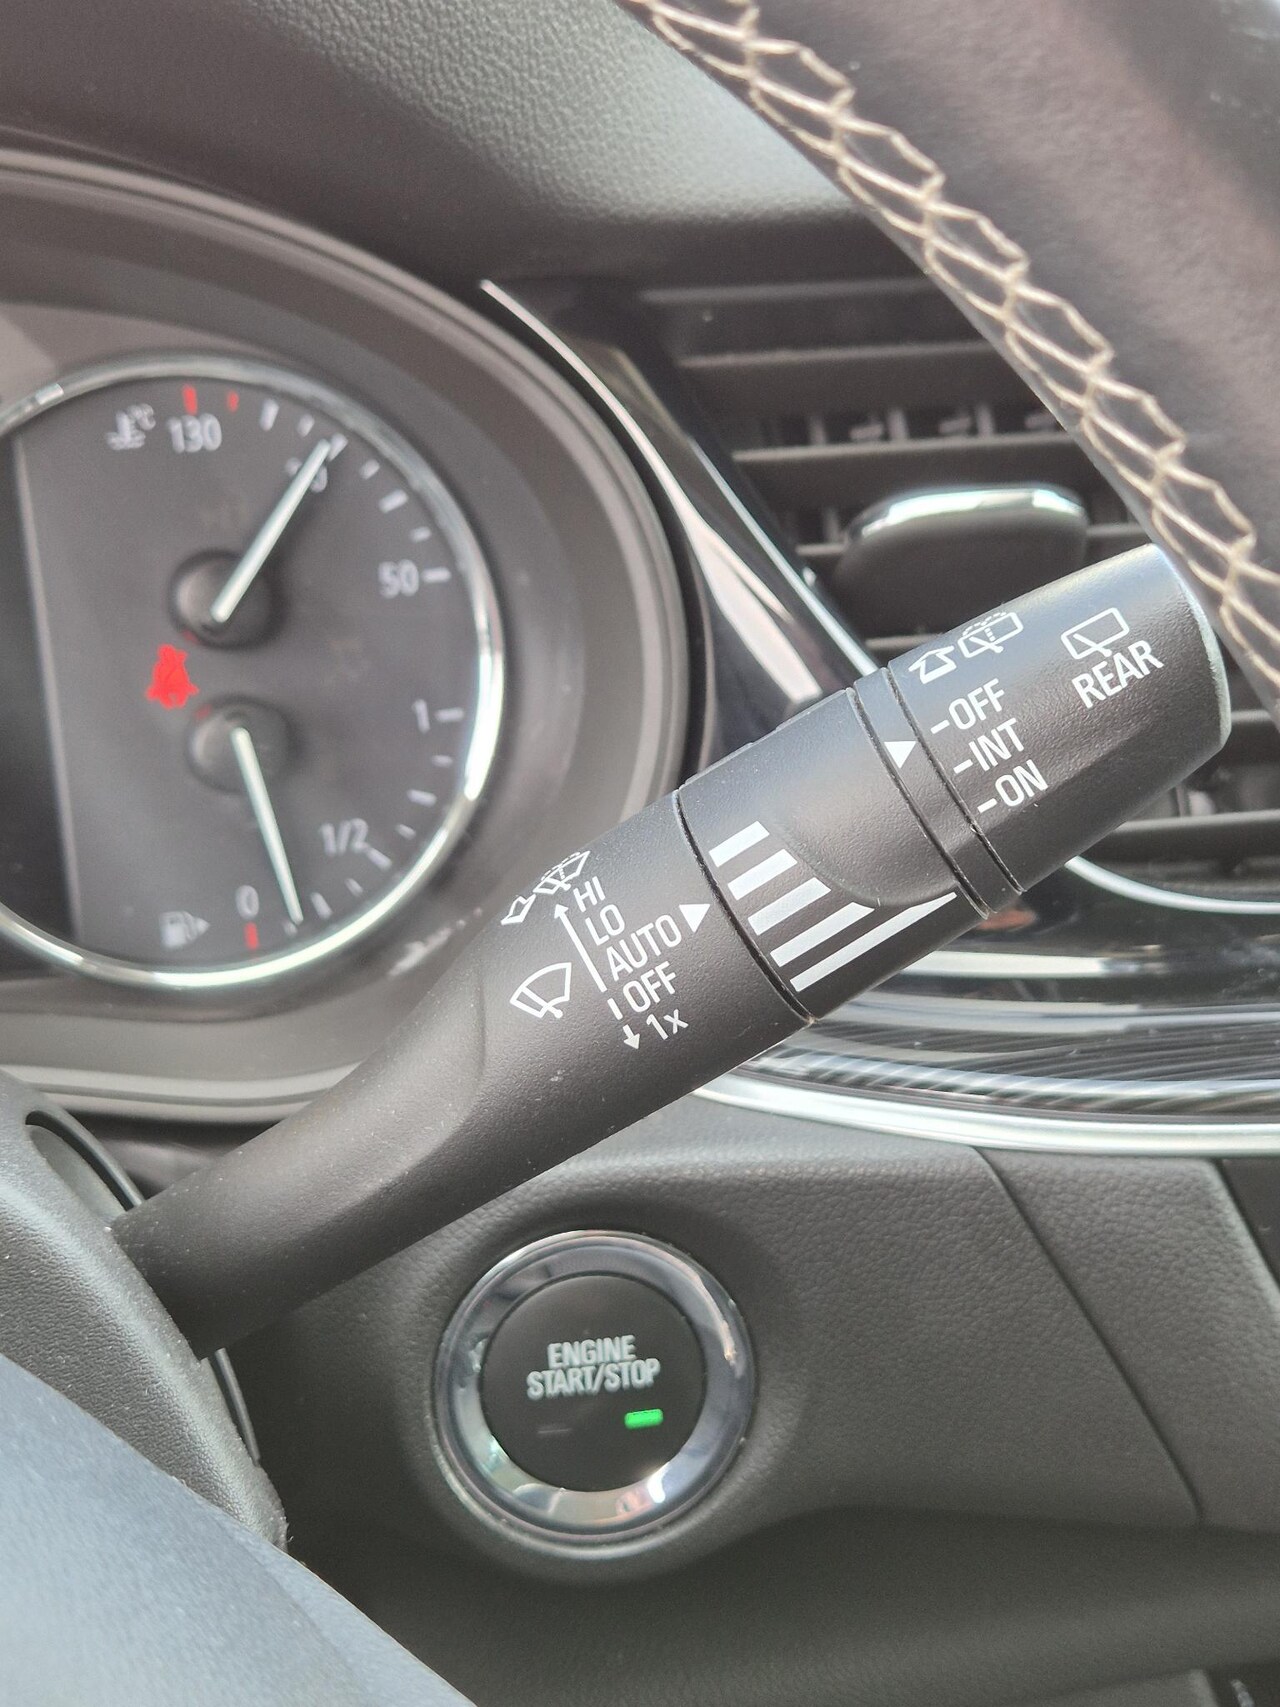 °C
130
50
1
1/2
0
REAR
OFF
INT
ON
HI
LO
AUTO
OFF
1x
ENGINE
START/STOP